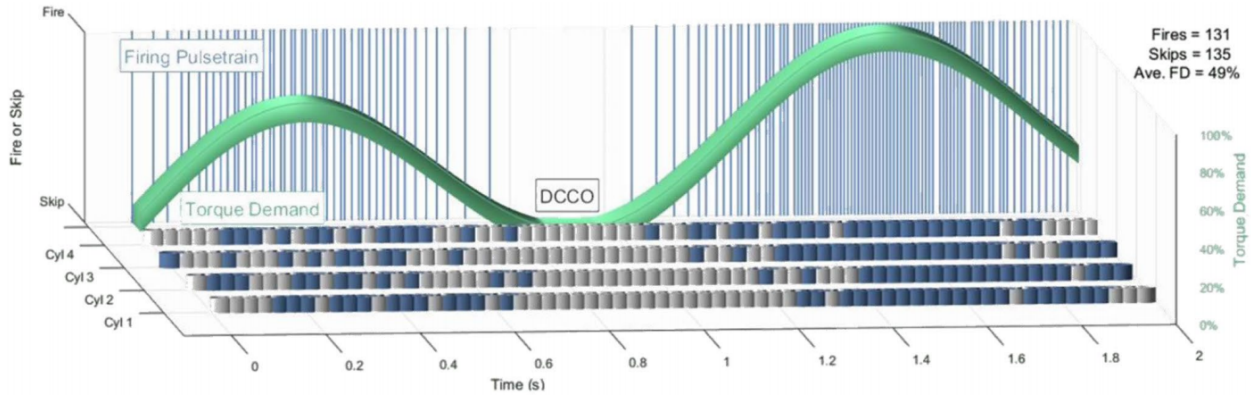 Fire
Fires = 131
Skips = 135
Ave. FD = 49%
Firing Pulsetrain
Fire or Skip
100%
80%
60%
40%
20%
0%
Torque Demand
DCCO
Skip
Torque Demand
Cyl 4
Cyl 3
Cyl 2
Cyl 1
0
0.2
0.4
0.6
0.8
1
1.2
1.4
1.6
1.8
2
Time (s)